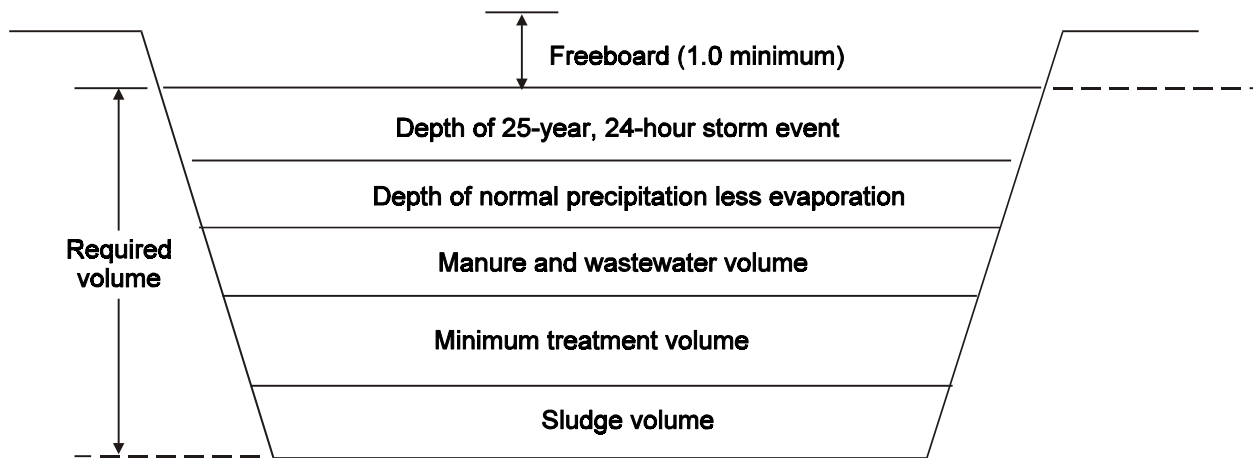 Freeboard (1.0 minimum)
Depth of 25-year, 24-hour storm event
Depth of normal precipitation less evaporation
Required
volume
Manure and wastewater volume
Minimum treatment volume
Sludge volume